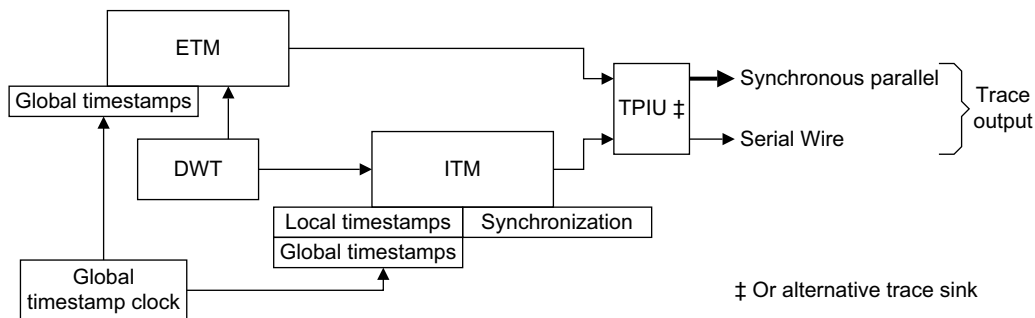 ETM
Global timestamps
DWT
ITM
Local timestamps
Synchronization
Global timestamps
Global
timestamp clock
TPIU ‡
Synchronous parallel
Serial Wire
Trace
output
‡ Or alternative trace sink